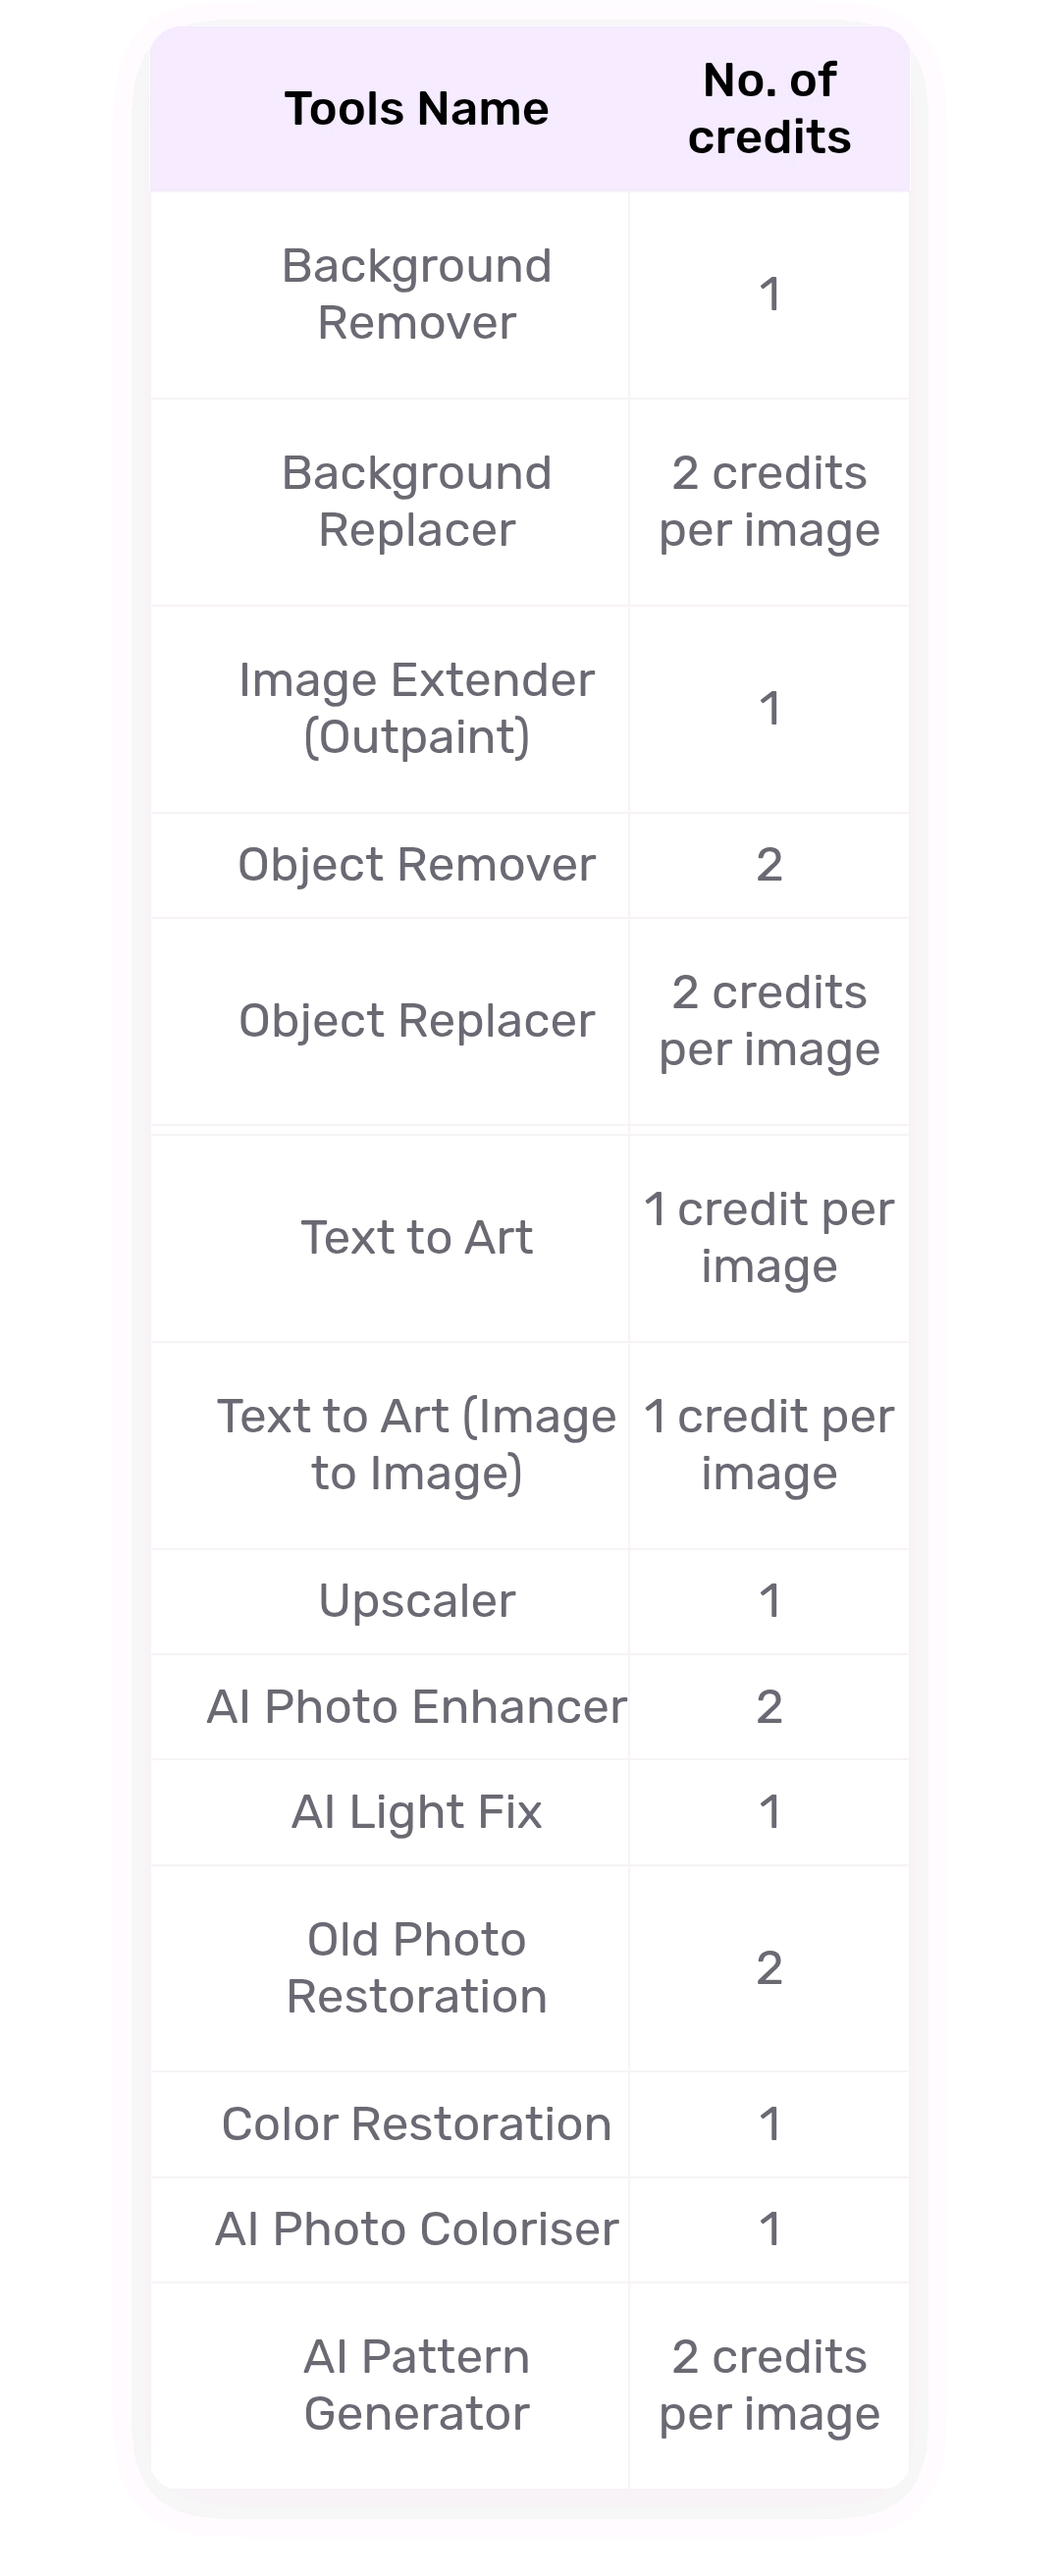 Tools Name
No. of
credits
Background
Remover
1
Background
Replacer
2 credits
per image
Image Extender
(Outpaint)
1
Object Remover
2
Object Replacer
2 credits
per image
Text to Art
1 credit per
image
Text to Art (Image
to Image)
1 credit per
image
Upscaler
1
AI Photo Enhancer
2
AI Light Fix
1
Old Photo
Restoration
2
Color Restoration
1
AI Photo Coloriser
1
AI Pattern
Generator
2 credits
per image